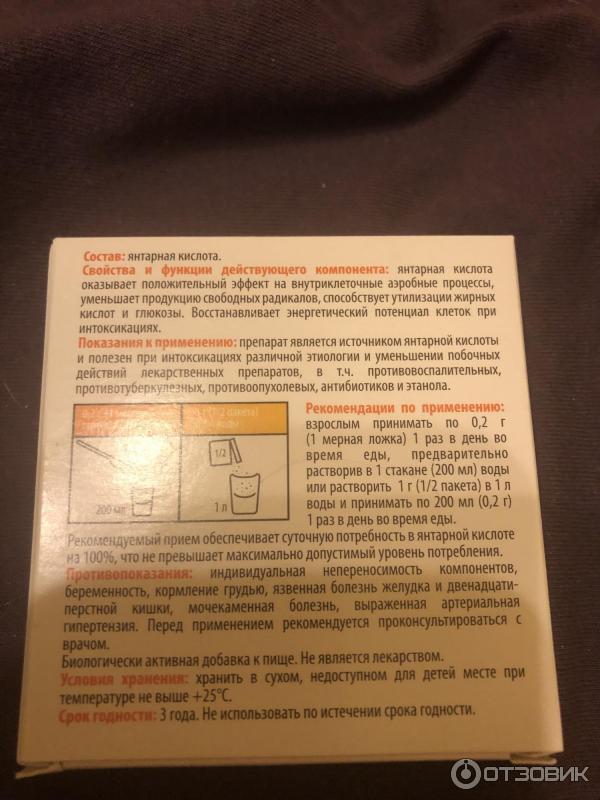 Состав: янтарная кислота.
Свойства и функции действующего компонента: янтарная кислота
оказывает положительный эффект на внутриклеточные аэробные процессы,
уменьшает продукцию свободных радикалов, способствует утилизации жирных
кислот и глюкозы. Восстанавливает энергетический потенциал клеток при
интоксикациях.
Показания к применению: препарат является источником янтарной кислоты
и полезен при интоксикациях различной этиологии и уменьшении побочных
действий лекарственных препаратов, в т.ч. противовоспалительных,
противотуберкулезных, противоопухолевых, антибиотиков и этанола.
(1/2 пакета)
1/2
200 мл
1 л
Рекомендации по применению:
взрослым принимать по 0,2 г
(1 мерная ложка) 1 раз в день во
время еды, предварительно
растворив в 1 стакане (200 мл) воды
или растворить 1 г (1/2 пакета) в 1 л
воды и принимать по 200 мл (0,2 г)
1 раз в день во время еды.
Рекомендуемый прием обеспечивает суточную потребность в янтарной кислоте
на 100%, что не превышает максимально допустимый уровень потребления.
Противопоказания: индивидуальная непереносимость компонентов,
беременность, кормление грудью, язвенная болезнь желудка и двенадцати-
перстной кишки, мочекаменная болезнь, выраженная артериальная
гипертензия. Перед применением рекомендуется проконсультироваться с
врачом.
Биологически активная добавка к пище. Не является лекарством.
Условия хранения: хранить в сухом, недоступном для детей месте при
температуре не выше +25°С.
Срок годности: 3 года. Не использовать по истечении срока годности.
ОТЗОВИК